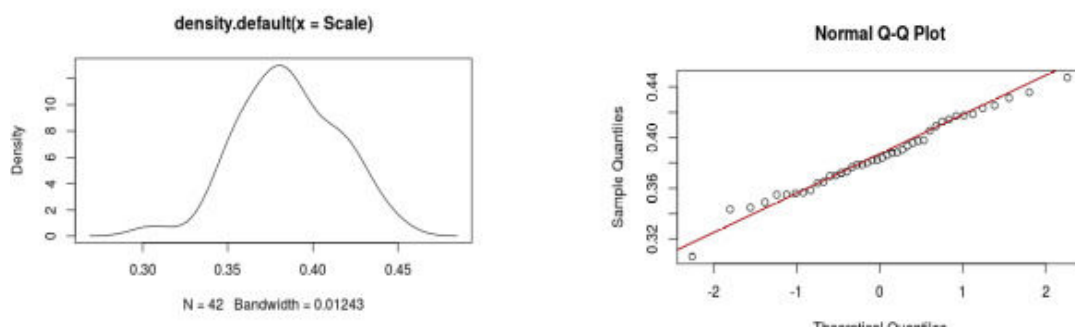 density.default(x = Scale)
Density
0 2 4 6 8 10
0.30 0.35 0.40 0.45
N = 42 Bandwidth = 0.01243
Normal Q-Q Plot
Sample Quantiles
0.32 0.36 0.40 0.44
-2 -1 0 1 2
Theoretical Quantiles